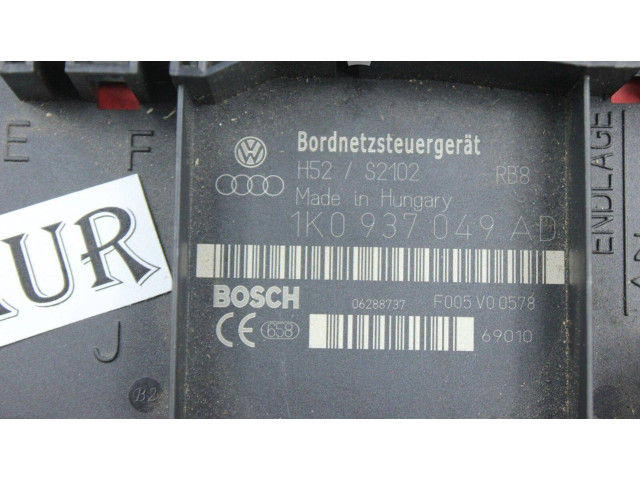 Bordnetzsteuergerät
H52 / S2102 RB8
Made in Hungary
1K0 937 049 AD
BOSCH 06288737 F005 V0 0578
CE 658 69010
E F
J
B2
UR
ENDLAGE